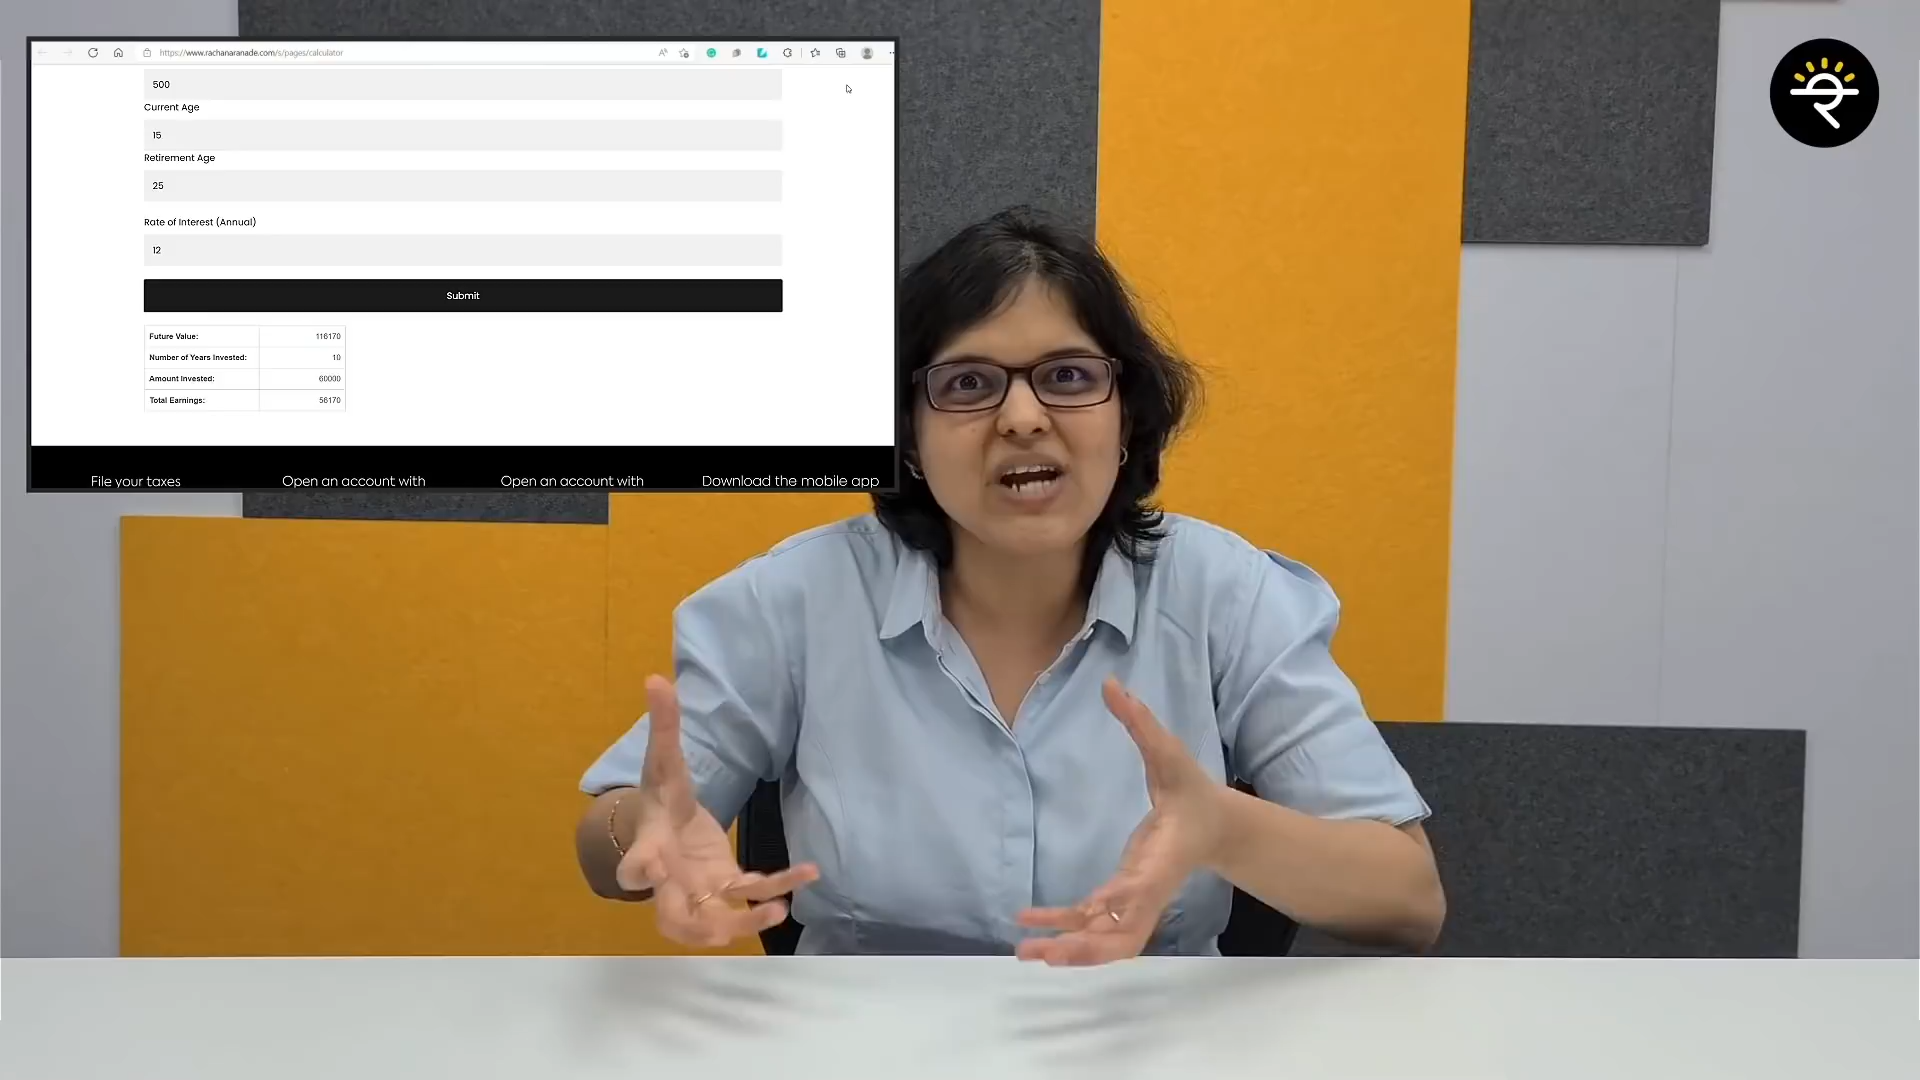 https://www.rachanaranade.com/s/pages/calculator
500
Current Age
15
Retirement Age
25
Rate of Interest (Annual)
12
Submit
Future Value: 116170
Number of Years Invested: 10
Amount Invested: 60000
Total Earnings: 56170
File your taxes
Open an account with
Open an account with
Download the mobile app